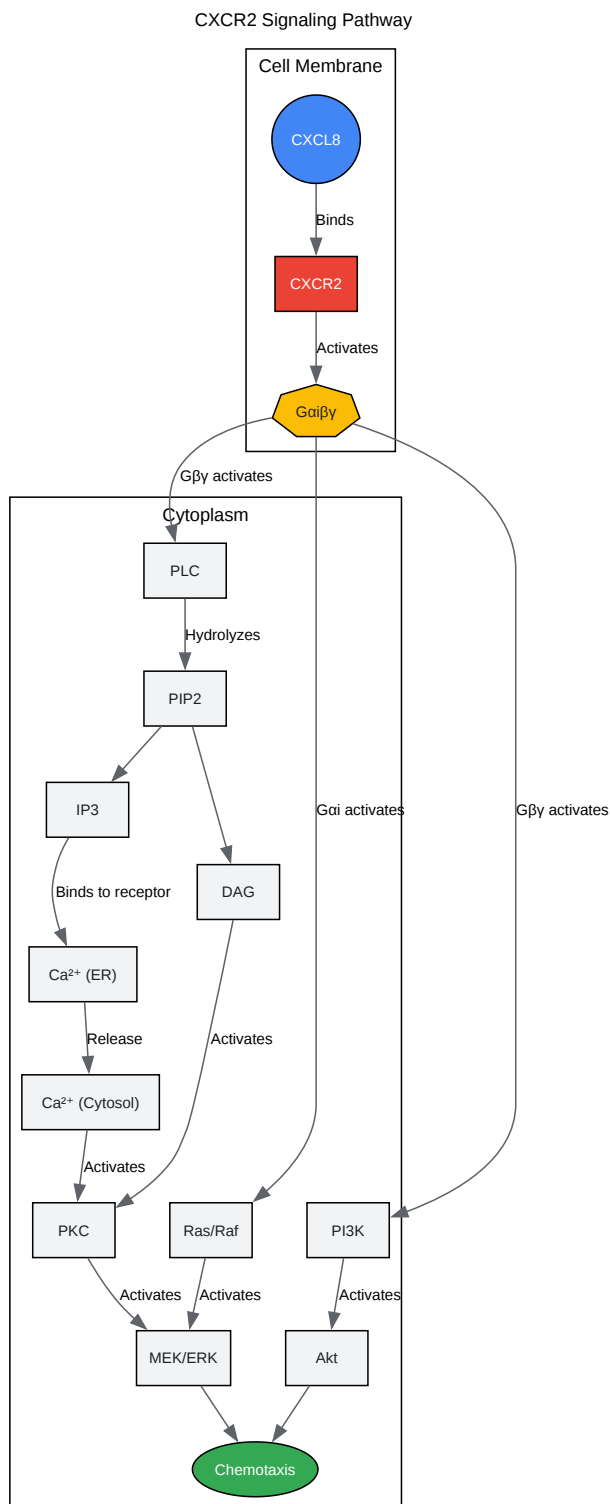 CXCR2 Signaling Pathway
Cell Membrane
CXCL8
Binds
CXCR2
Activates
Gαiβγ
Gβγ activates
Cytoplasm
PLC
Hydrolyzes
PIP2
IP3
Gαi activates
Gβγ activates
Binds to receptor
DAG
Ca²⁺ (ER)
Release
Activates
Ca²⁺ (Cytosol)
Activates
PKC
Ras/Raf
PI3K
Activates
Activates
Activates
MEK/ERK
Akt
Chemotaxis